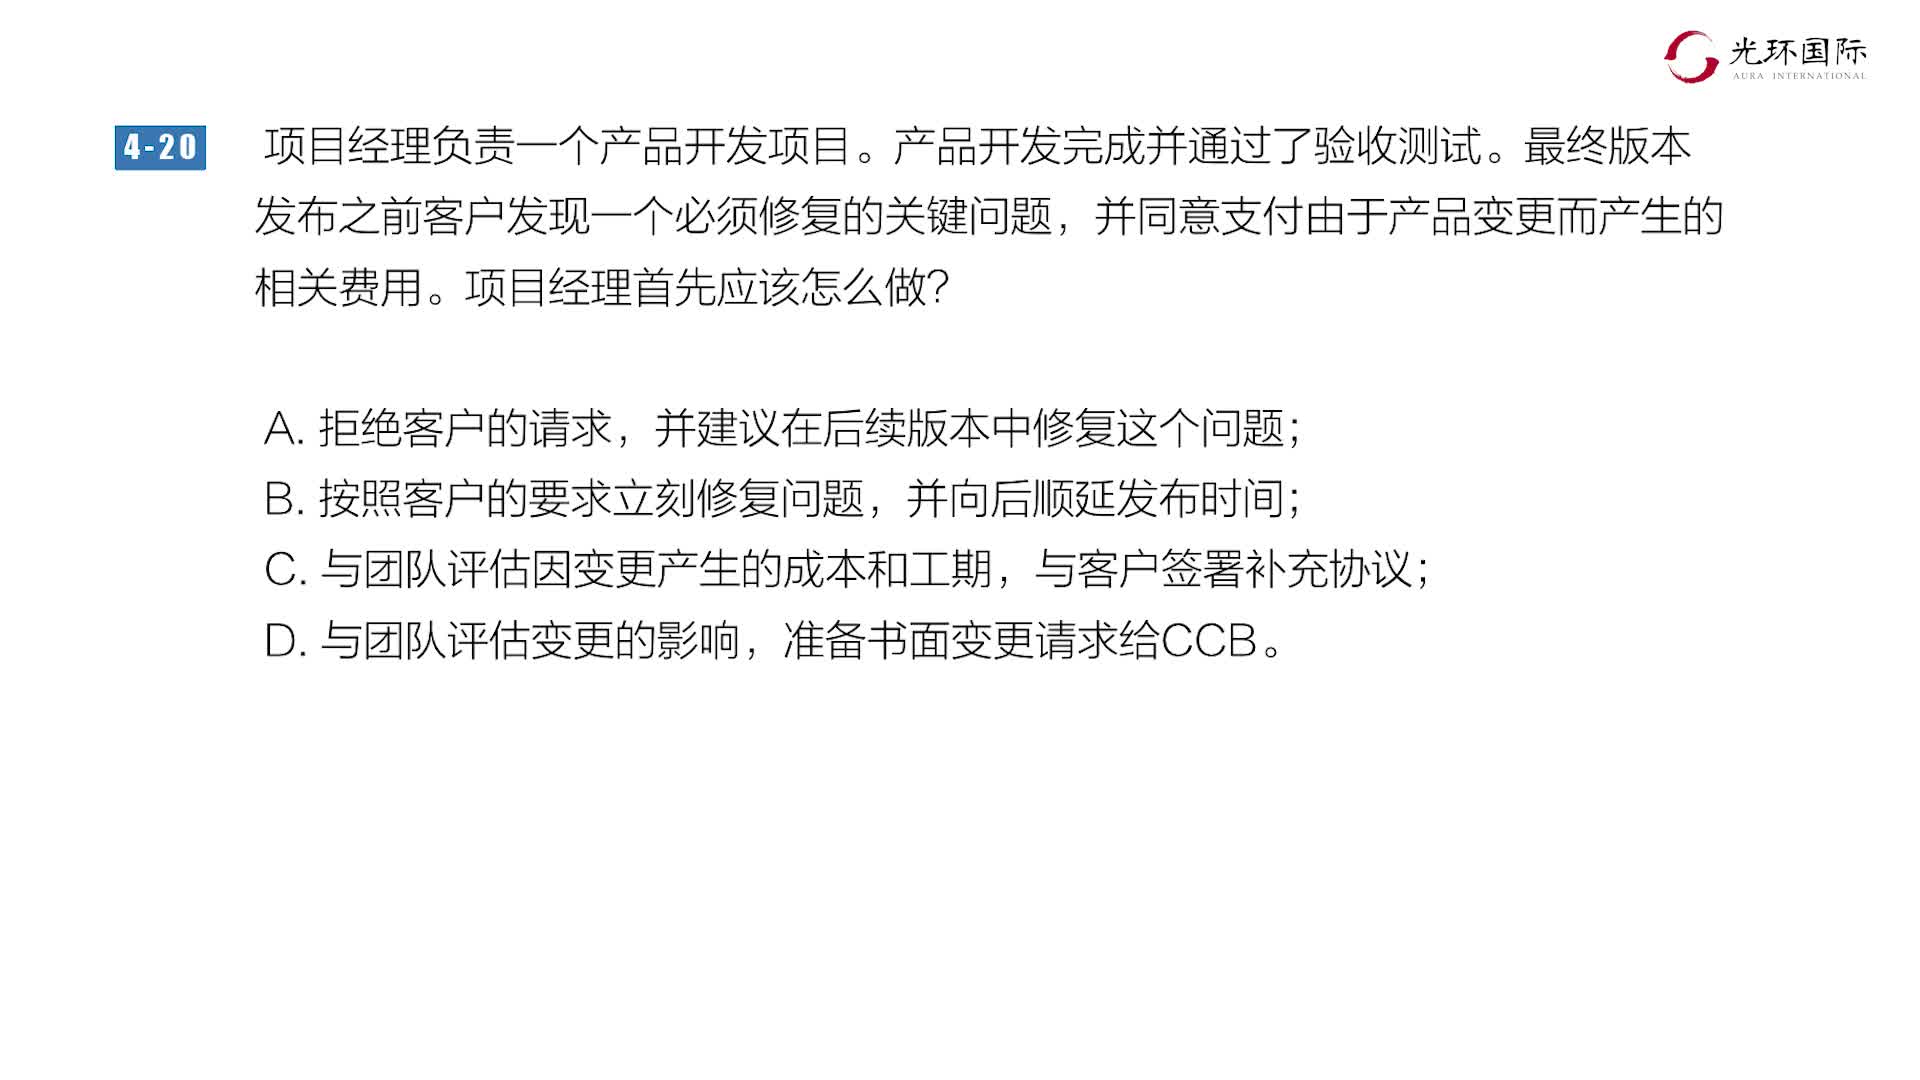 光环国际
AURA INTERNATIONAL
4-20 项目经理负责一个产品开发项目。产品开发完成并通过了验收测试。最终版本
发布之前客户发现一个必须修复的关键问题，并同意支付由于产品变更而产生的
相关费用。项目经理首先应该怎么做？
A. 拒绝客户的请求，并建议在后续版本中修复这个问题；
B. 按照客户的要求立刻修复问题，并向后顺延发布时间；
C. 与团队评估因变更产生的成本和工期，与客户签署补充协议；
D. 与团队评估变更的影响，准备书面变更请求给CCB。